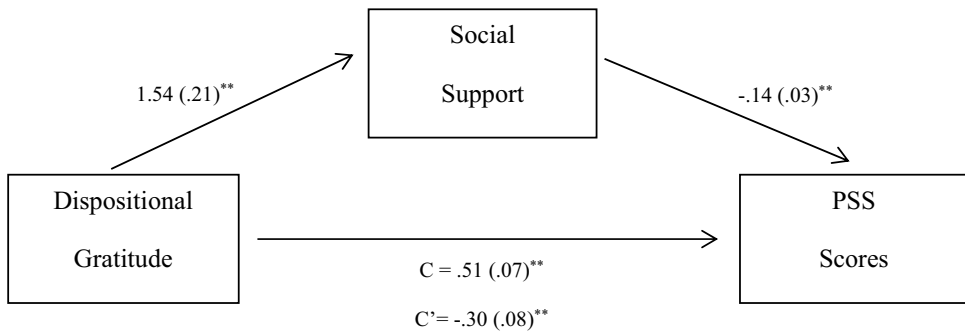 Social
Support
1.54 (.21)**
-.14 (.03)**
Dispositional
Gratitude
PSS
Scores
C = .51 (.07)**
C’= -.30 (.08)**